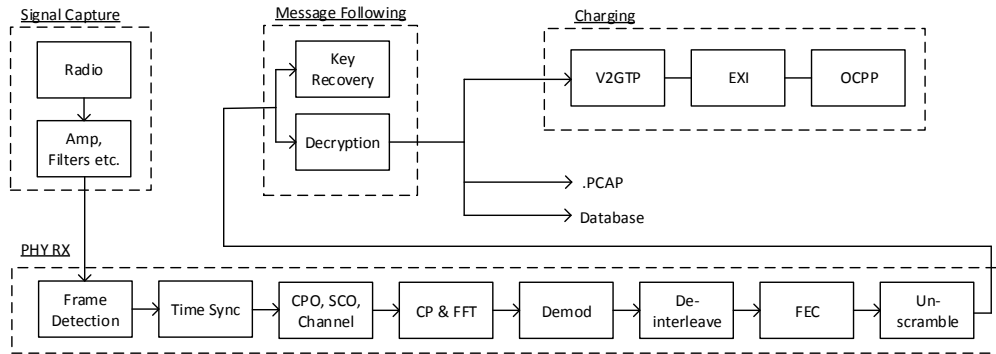 Signal Capture
Radio
Amp,
Filters etc.
Message Following
Key
Recovery
Decryption
Charging
V2GTP
EXI
OCPP
.PCAP
Database
PHY RX
Frame
Detection
Time Sync
CPO, SCO,
Channel
CP & FFT
Demod
De-
interleave
FEC
Un-
scramble